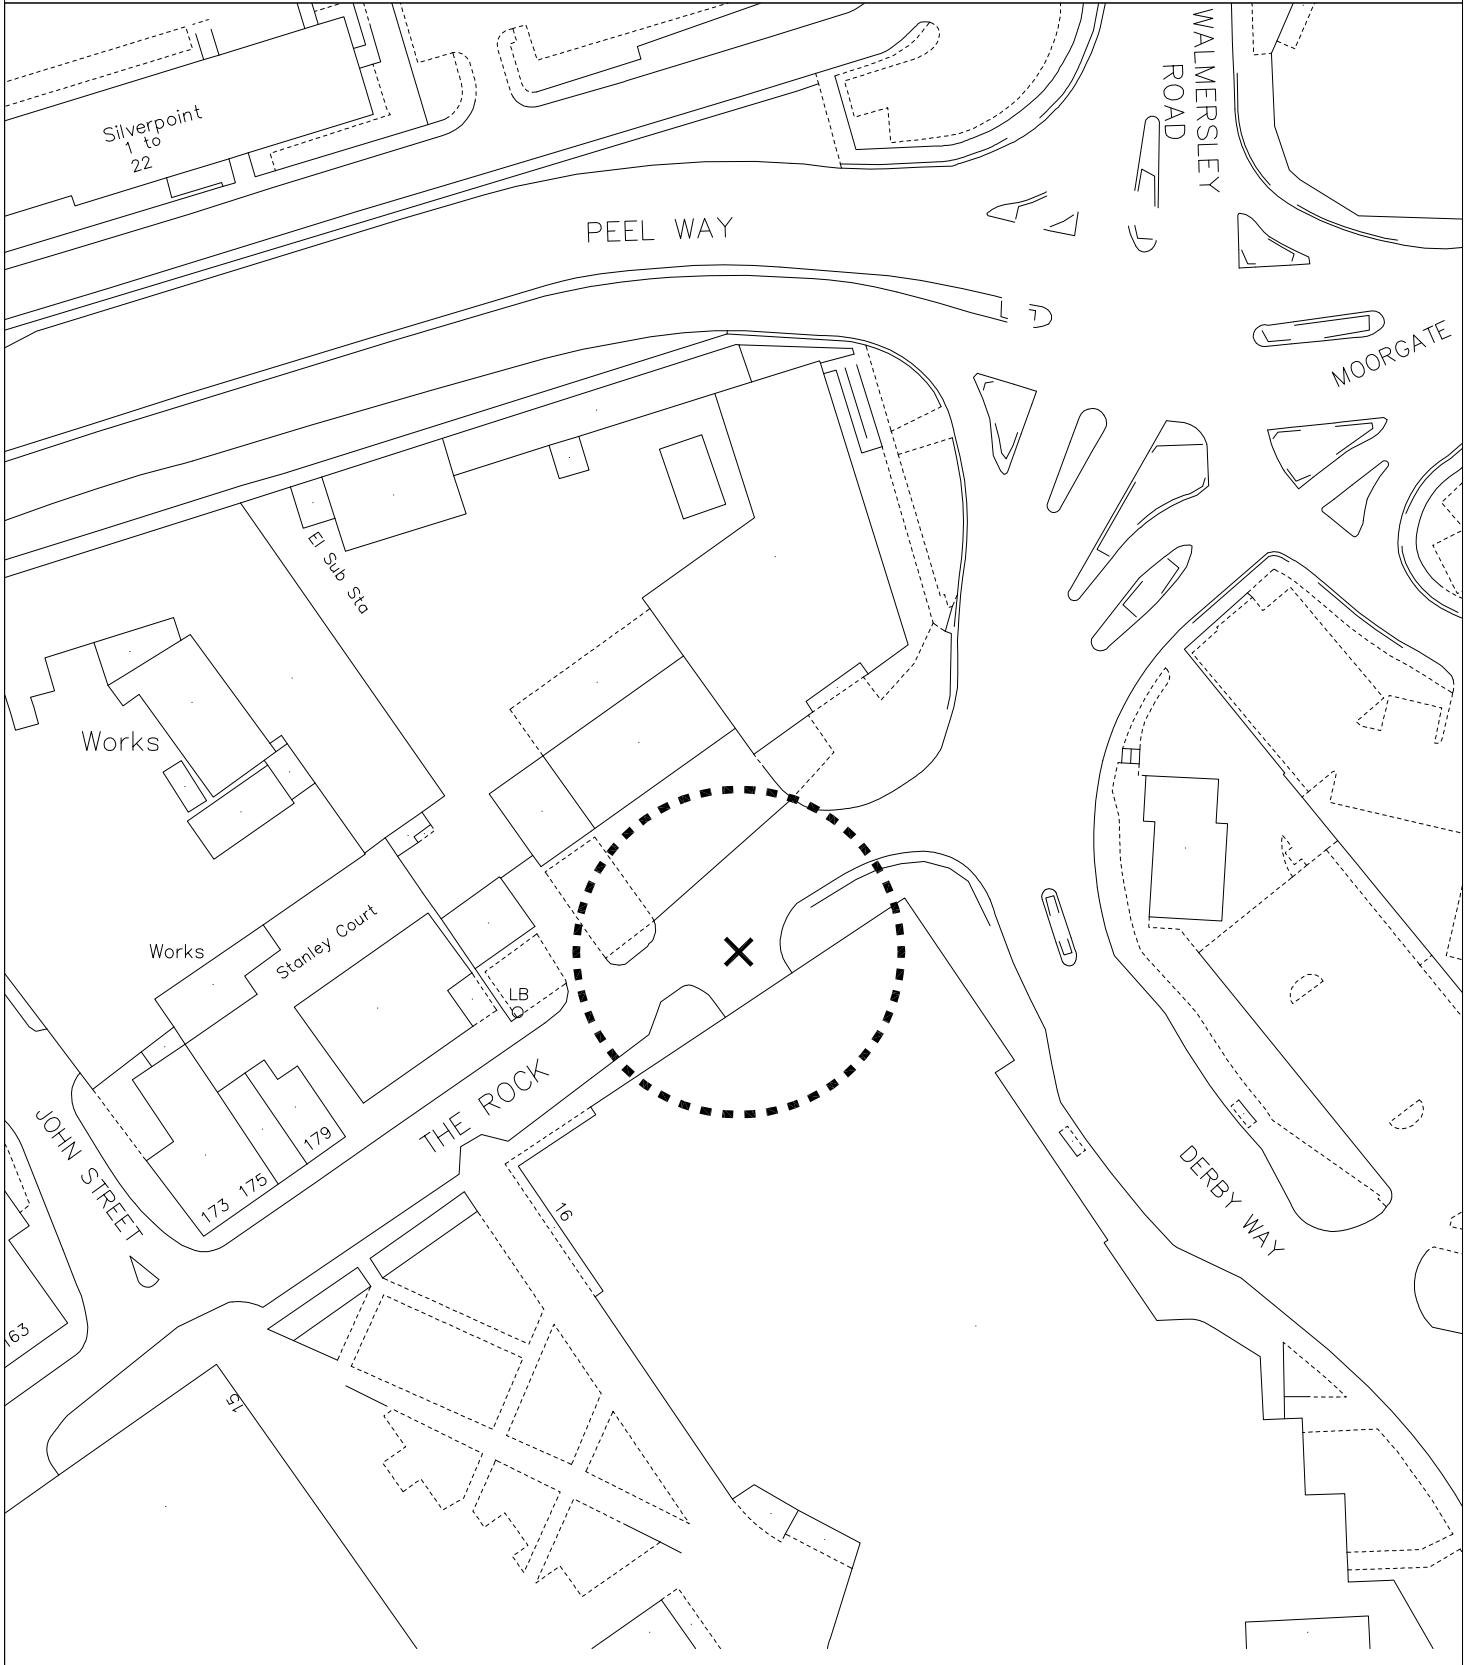 WALMERSLEY
ROAD
Silverpoint
1 to
22
PEEL WAY
MOORGATE
El Sub Sta
Works
Works
Stanley Court
LB
THE ROCK
JOHN STREET
179
175
173
16
DERBY WAY
163
15